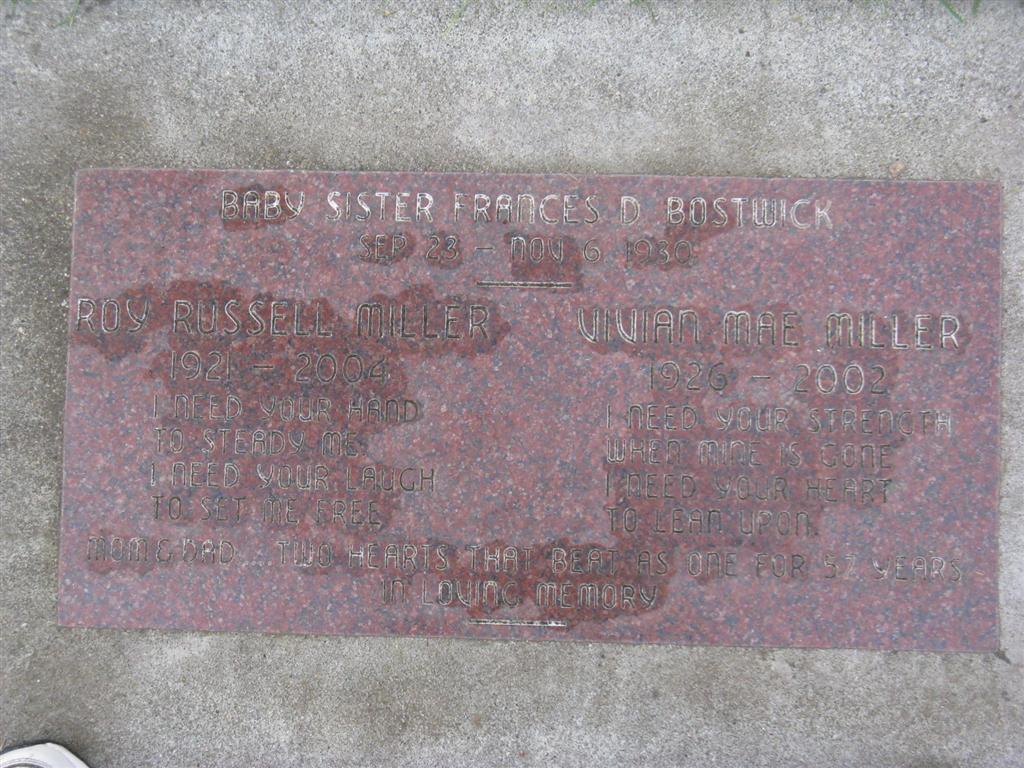 BABY SISTER FRANCES D. BOSTWICK
SEP 23 - NOV 6 1930
ROY RUSSELL MILLER
1921 - 2004
I NEED YOUR HAND
TO STEADY ME.
I NEED YOUR LAUGH
TO SET ME FREE
VIVIAN MAE MILLER
1926 - 2002
I NEED YOUR STRENGTH
WHEN MINE IS GONE
I NEED YOUR HEART
TO LEAN UPON.
MOM & DAD ... TWO HEARTS THAT BEAT AS ONE FOR 57 YEARS
IN LOVING MEMORY